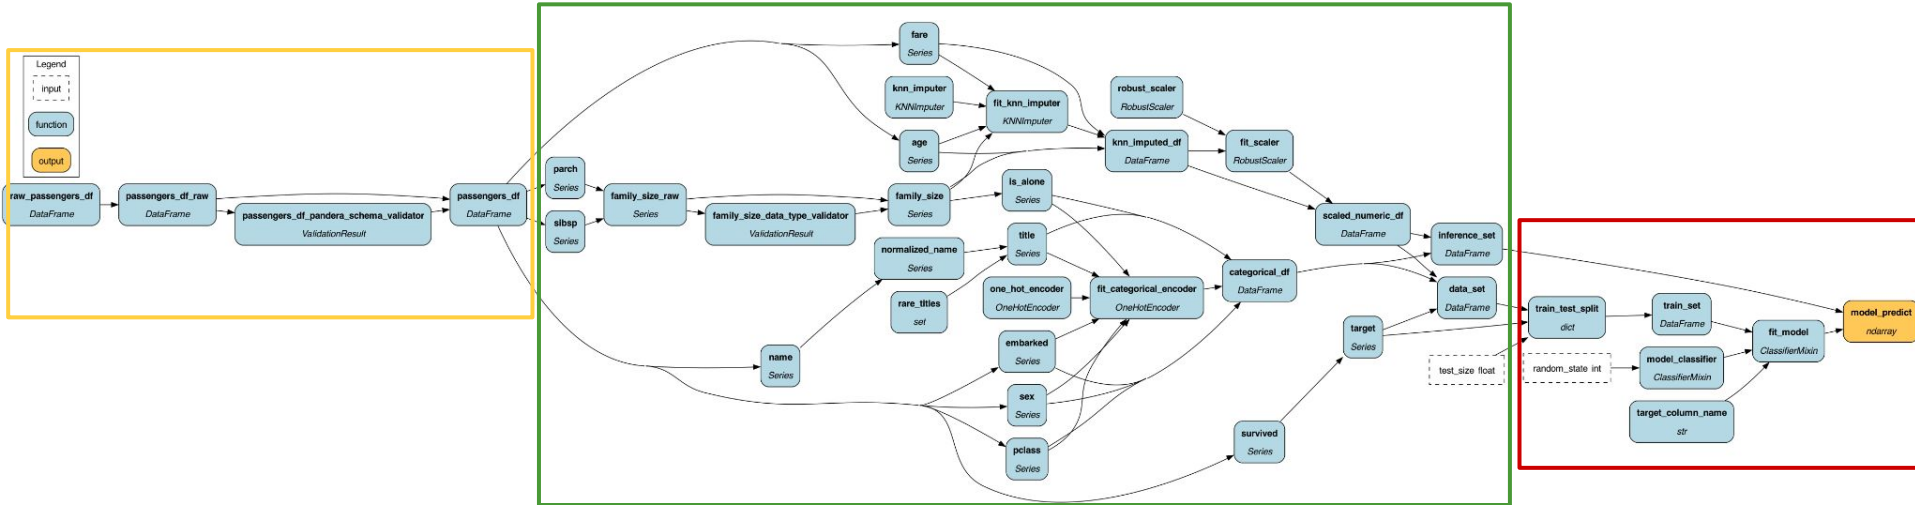 Legend
input
function
output
raw_passengers_df
DataFrame
passengers_df_raw
DataFrame
passengers_df_pandera_schema_validator
ValidationResult
passengers_df
DataFrame
parch
Series
sibsp
Series
family_size_raw
Series
family_size_data_type_validator
ValidationResult
fare
Series
knn_imputer
KNNImputer
age
Series
family_size
Series
normalized_name
Series
rare_titles
set
name
Series
fit_knn_imputer
KNNImputer
is_alone
Series
title
Series
one_hot_encoder
OneHotEncoder
embarked
Series
sex
Series
pclass
Series
robust_scaler
RobustScaler
knn_imputed_df
DataFrame
fit_categorical_encoder
OneHotEncoder
fit_scaler
RobustScaler
categorical_df
DataFrame
survived
Series
scaled_numeric_df
DataFrame
target
Series
inference_set
DataFrame
data_set
DataFrame
test_size float
train_test_split
dict
random_state int
train_set
DataFrame
model_classifier
ClassifierMixin
target_column_name
str
fit_model
ClassifierMixin
model_predict
ndarray